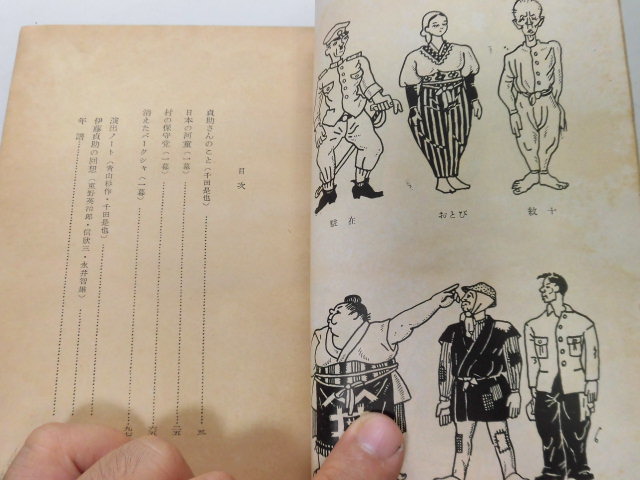 目次
貞助さんのこと（千田是也）……三
日本の河童（一幕）……二五
村の保守党（一幕）
消えたバークシャ（一幕）……九七
演出ノート（青山杉作・千田是也）
伊藤貞助の回想（東野英治郎・信欣三・永井智雄）
年譜
在
おとび
紋十